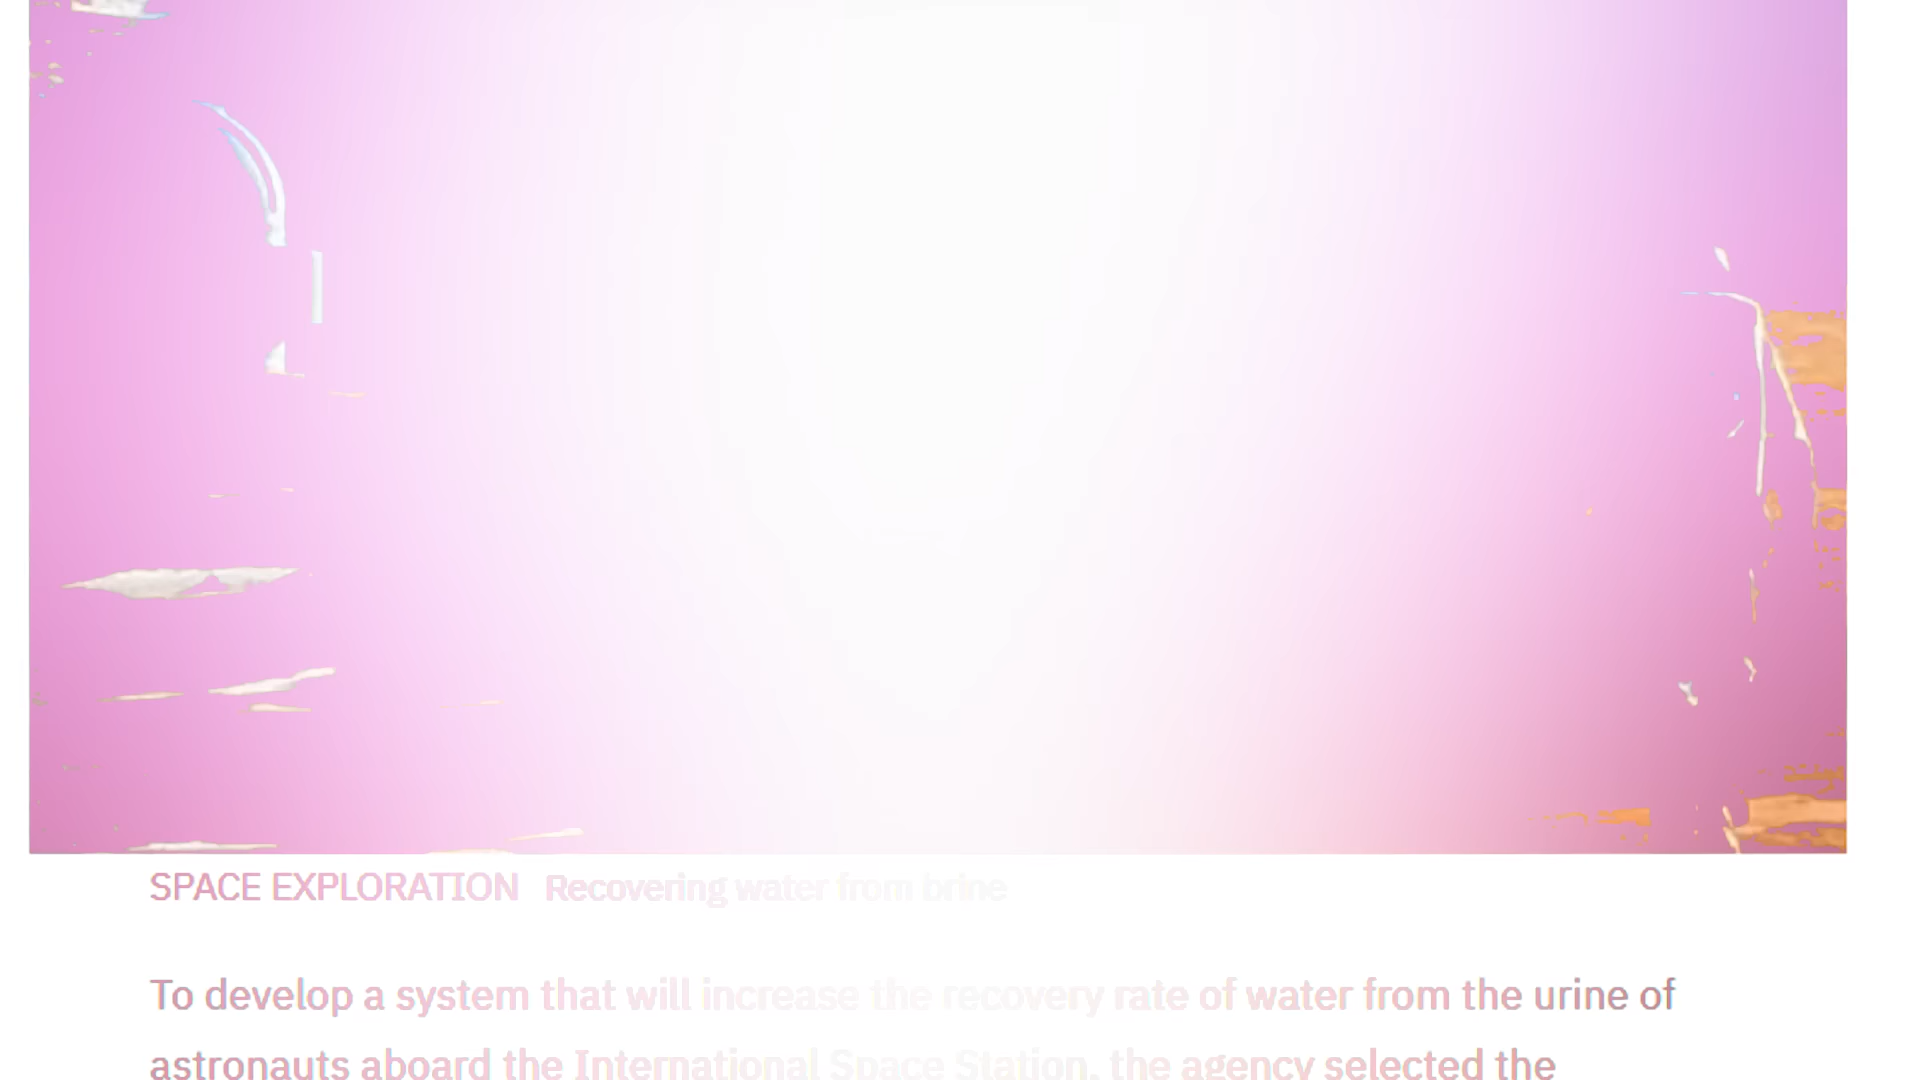 SPACE EXPLORATION Recovering water from brine
To develop a system that will increase the recovery rate of water from the urine of
astronauts aboard the International Space Station, the agency selected the